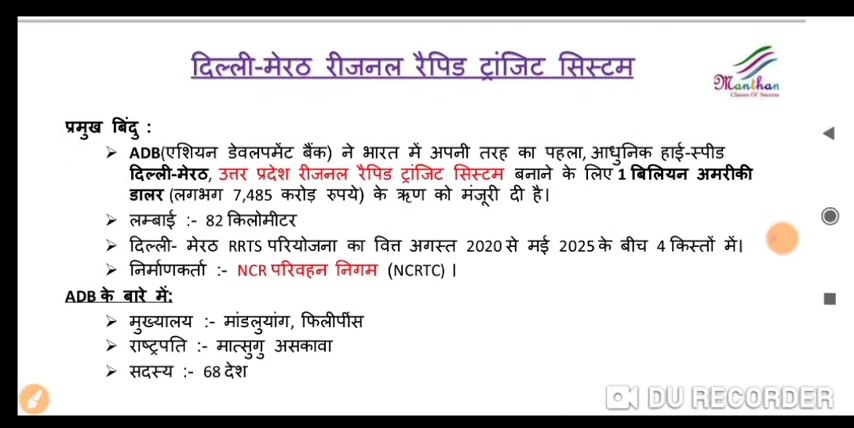 दिल्ली-मेरठ रीजनल रैपिड ट्रांजिट सिस्टम
Manthan
Classes Of Success
प्रमुख बिंदु :
➢ ADB(एशियन डेवलपमेंट बैंक) ने भारत में अपनी तरह का पहला, आधुनिक हाई-स्पीड
दिल्ली-मेरठ, उत्तर प्रदेश रीजनल रैपिड ट्रांजिट सिस्टम बनाने के लिए 1 बिलियन अमरीकी
डालर (लगभग 7,485 करोड़ रुपये) के ऋण को मंजूरी दी है।
➢ लम्बाई :- 82 किलोमीटर
➢ दिल्ली- मेरठ RRTS परियोजना का वित्त अगस्त 2020 से मई 2025 के बीच 4 किस्तों में।
➢ निर्माणकर्ता :- NCR परिवहन निगम (NCRTC) ।
ADB के बारे में:
➢ मुख्यालय :- मांडलुयांग, फिलीपींस
➢ राष्ट्रपति :- मात्सुगु असकावा
➢ सदस्य :- 68 देश
DU RECORDER